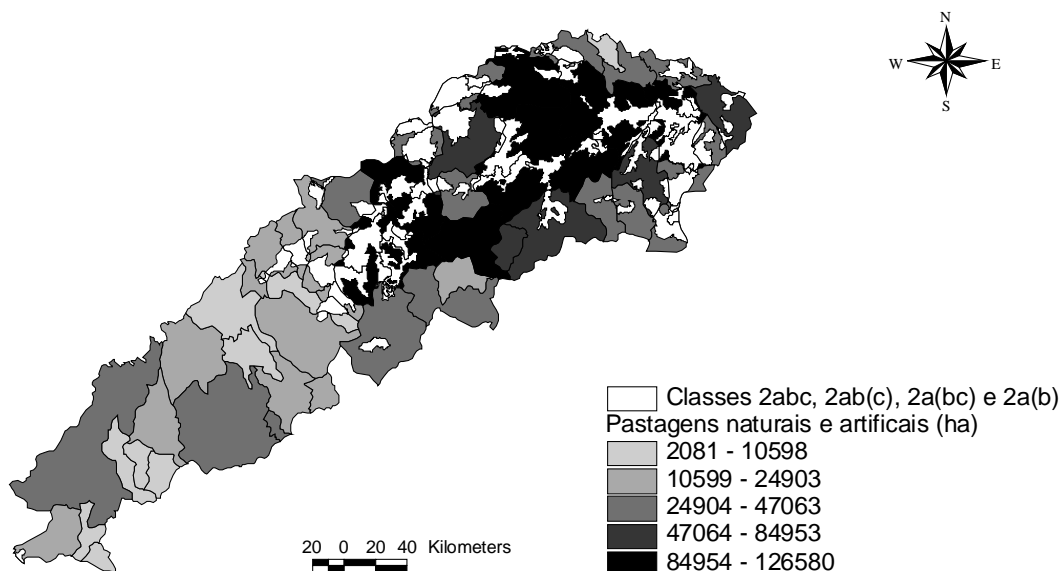 N
W E
S
Classes 2abc, 2ab(c), 2a(bc) e 2a(b)
Pastagens naturais e artificais (ha)
2081 - 10598
10599 - 24903
24904 - 47063
47064 - 84953
84954 - 126580
20 0 20 40 Kilometers